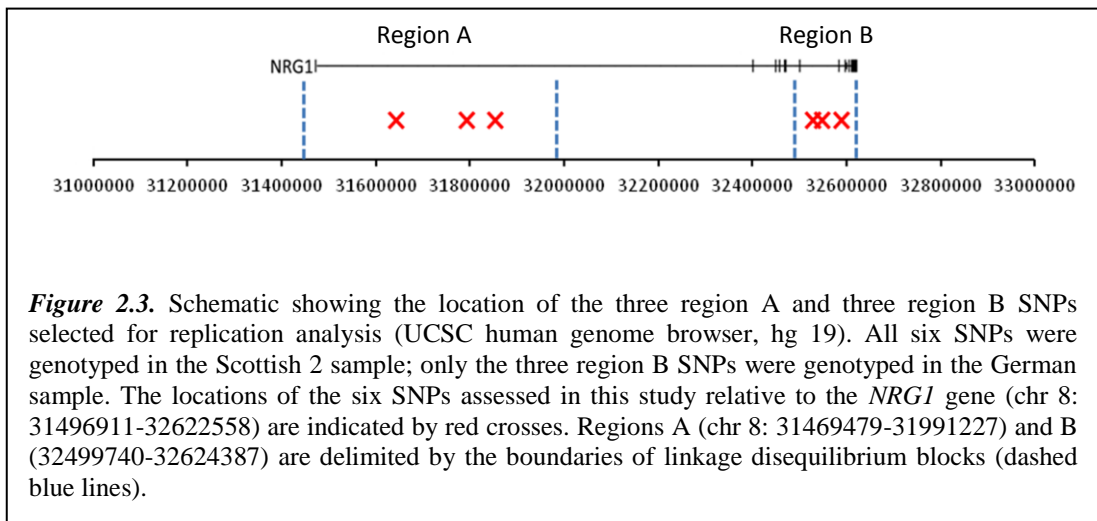 Region A Region B
NRG1
31000000 31200000 31400000 31600000 31800000 32000000 32200000 32400000 32600000 32800000 33000000
Figure 2.3. Schematic showing the location of the three region A and three region B SNPs
selected for replication analysis (UCSC human genome browser, hg 19). All six SNPs were
genotyped in the Scottish 2 sample; only the three region B SNPs were genotyped in the German
sample. The locations of the six SNPs assessed in this study relative to the NRG1 gene (chr 8:
31496911-32622558) are indicated by red crosses. Regions A (chr 8: 31469479-31991227) and B
(32499740-32624387) are delimited by the boundaries of linkage disequilibrium blocks (dashed
blue lines).